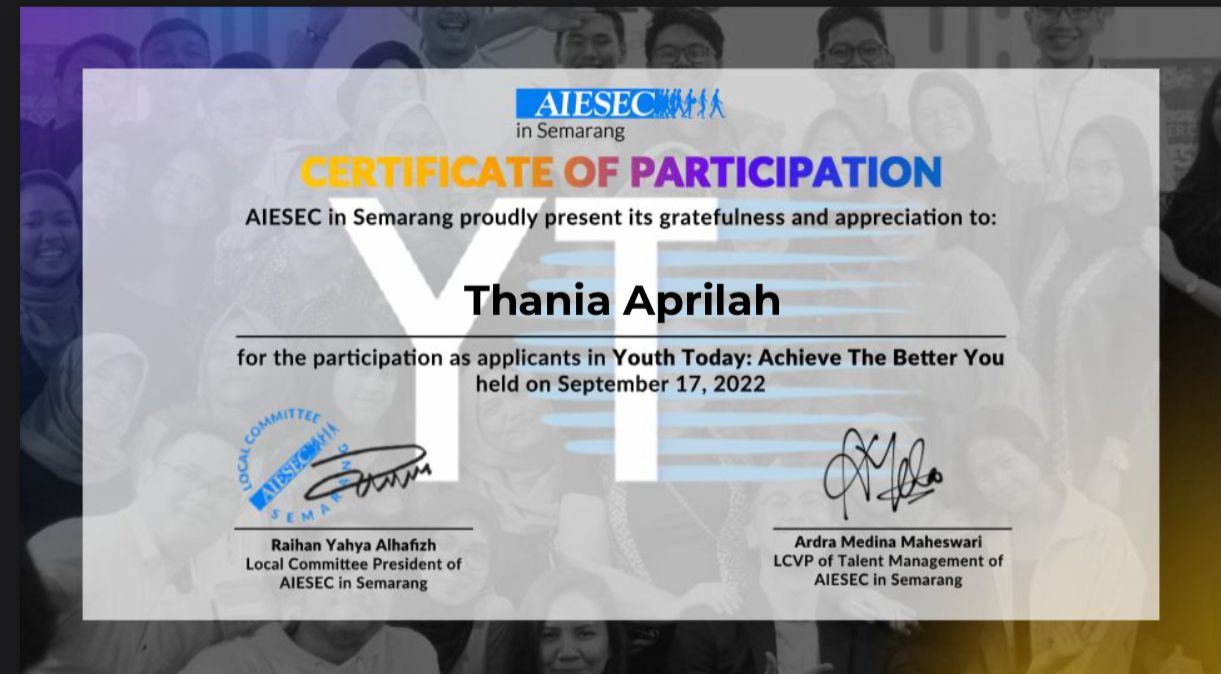 AIESEC
in Semarang
CERTIFICATE OF PARTICIPATION
AIESEC in Semarang proudly present its gratefulness and appreciation to:
YT
Thania Aprilah
for the participation as applicants in Youth Today: Achieve The Better You
held on September 17, 2022
LOCAL COMMITTEE
AIESEC
SEMARANG
Raihan Yahya Alhafizh
Local Committee President of
AIESEC in Semarang
Ardra Medina Maheswari
LCVP of Talent Management of
AIESEC in Semarang